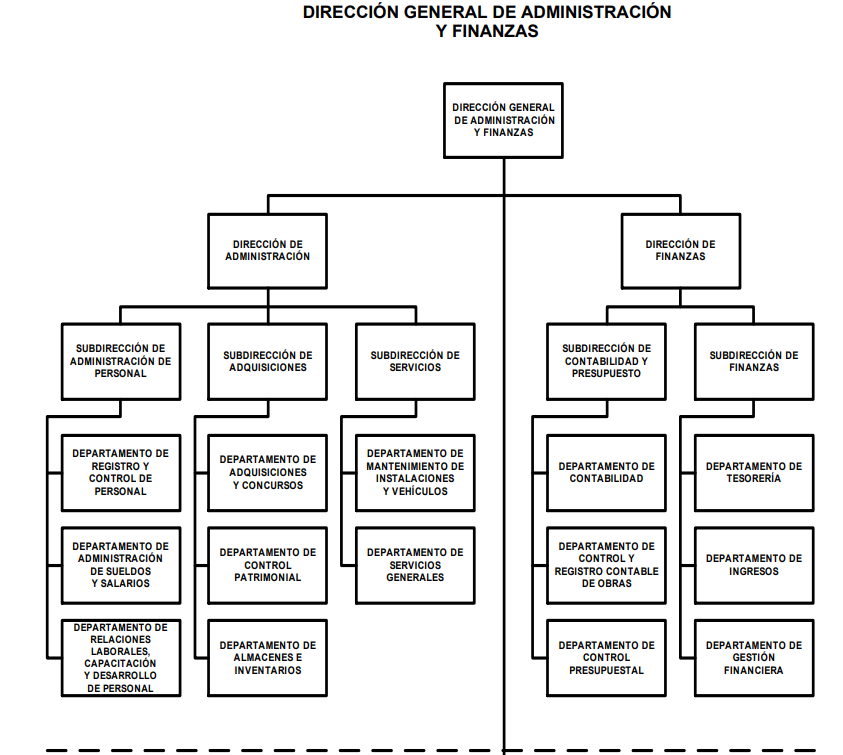 DIRECCIÓN GENERAL DE ADMINISTRACIÓN
Y FINANZAS
DIRECCIÓN GENERAL
DE ADMINISTRACIÓN
Y FINANZAS
DIRECCIÓN DE
ADMINISTRACIÓN
DIRECCIÓN DE
FINANZAS
SUBDIRECCIÓN DE
ADMINISTRACIÓN DE
PERSONAL
SUBDIRECCIÓN DE
ADQUISICIONES
SUBDIRECCIÓN DE
SERVICIOS
SUBDIRECCIÓN DE
CONTABILIDAD Y
PRESUPUESTO
SUBDIRECCIÓN DE
FINANZAS
DEPARTAMENTO DE
REGISTRO Y
CONTROL DE
PERSONAL
DEPARTAMENTO DE
ADQUISICIONES
Y CONCURSOS
DEPARTAMENTO DE
MANTENIMIENTO DE
INSTALACIONES
Y VEHÍCULOS
DEPARTAMENTO DE
CONTABILIDAD
DEPARTAMENTO DE
TESORERÍA
DEPARTAMENTO DE
ADMINISTRACIÓN
DE SUELDOS
Y SALARIOS
DEPARTAMENTO DE
CONTROL
PATRIMONIAL
DEPARTAMENTO DE
SERVICIOS
GENERALES
DEPARTAMENTO DE
CONTROL Y
REGISTRO CONTABLE
DE OBRAS
DEPARTAMENTO DE
INGRESOS
DEPARTAMENTO DE
RELACIONES
LABORALES,
CAPACITACIÓN
Y DESARROLLO
DE PERSONAL
DEPARTAMENTO DE
ALMACENES E
INVENTARIOS
DEPARTAMENTO DE
CONTROL
PRESUPUESTAL
DEPARTAMENTO DE
GESTIÓN
FINANCIERA